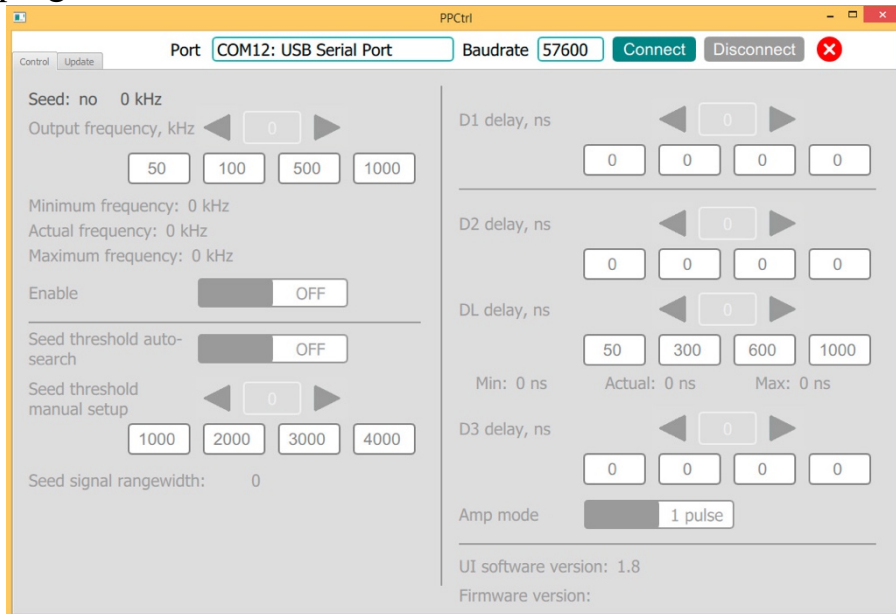 PPCtrl
Port COM12: USB Serial Port Baudrate 57600 Connect Disconnect
Control Update
Seed: no 0 kHz
Output frequency, kHz 0
50 100 500 1000
Minimum frequency: 0 kHz
Actual frequency: 0 kHz
Maximum frequency: 0 kHz
Enable OFF
Seed threshold auto-
search OFF
Seed threshold
manual setup 0
1000 2000 3000 4000
Seed signal rangewidth: 0
D1 delay, ns 0
0 0 0 0
D2 delay, ns 0
0 0 0 0
DL delay, ns 0
50 300 600 1000
Min: 0 ns Actual: 0 ns Max: 0 ns
D3 delay, ns 0
0 0 0 0
Amp mode 1 pulse
UI software version: 1.8
Firmware version: